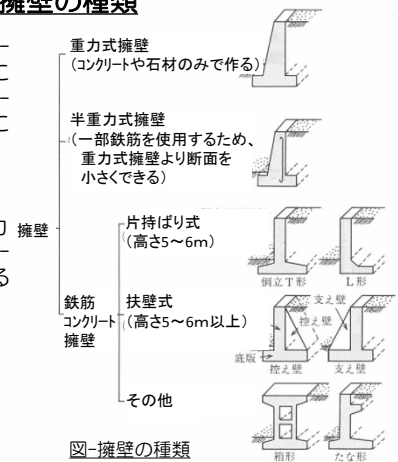 擁壁の種類
に
に
る
擁壁
重力式擁壁
(コンクリートや石材のみで作る)
半重力式擁壁
(一部鉄筋を使用するため、
重力式擁壁より断面を
小さくできる)
鉄筋
コンクリート
擁壁
片持ばり式
(高さ5~6m)
倒立T形
L形
扶壁式
(高さ5~6m以上)
支え壁
控え壁
底版
控え壁
支え壁
その他
箱形
たな形
図-擁壁の種類